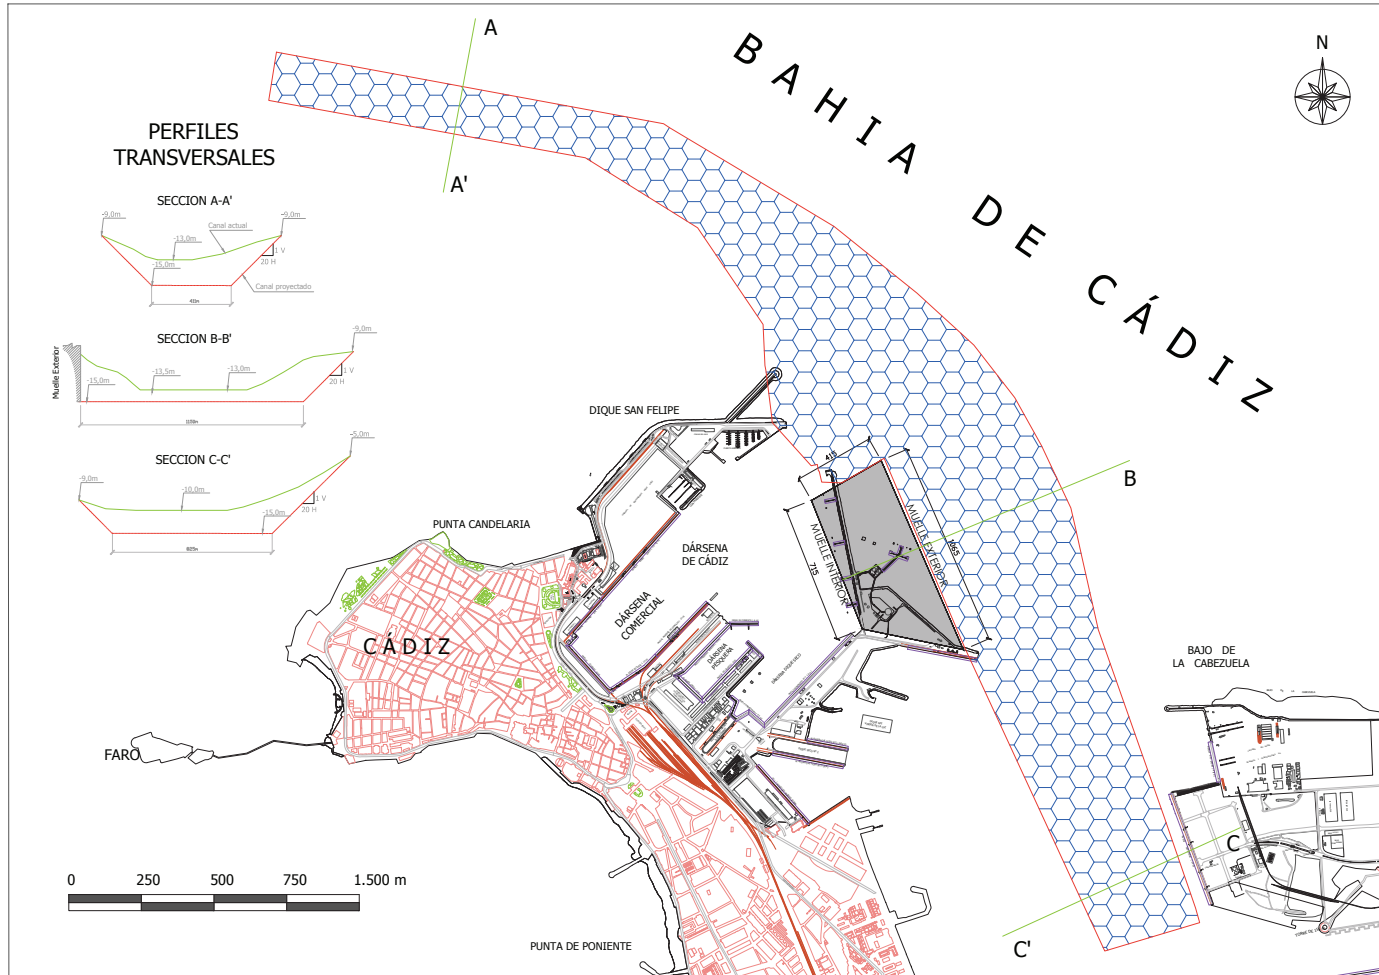 BAHIA DE CÁDIZ
N
A
A'
PERFILES
TRANSVERSALES
SECCION A-A'
-9,0m
-13,0m
Canal actual
-9,0m
1 V
20 H
-15,0m
Canal proyectado
SECCION B-B'
-9,0m
Muelle Exterior
-15,0m
-13,5m
-13,0m
1 V
20 H
SECCION C-C'
-5,0m
-9,0m
-10,0m
1 V
20 H
-15,0m
DIQUE SAN FELIPE
415
MUELLE INTERIOR
715
MUELLE EXTERIOR
1065
B
PUNTA CANDELARIA
DÁRSENA
DE CÁDIZ
DÁRSENA
COMERCIAL
DÁRSENA
PESQUERA
CÁDIZ
FARO
BAJO DE
LA CABEZUELA
C
C'
0 250 500 750 1.500 m
PUNTA DE PONIENTE